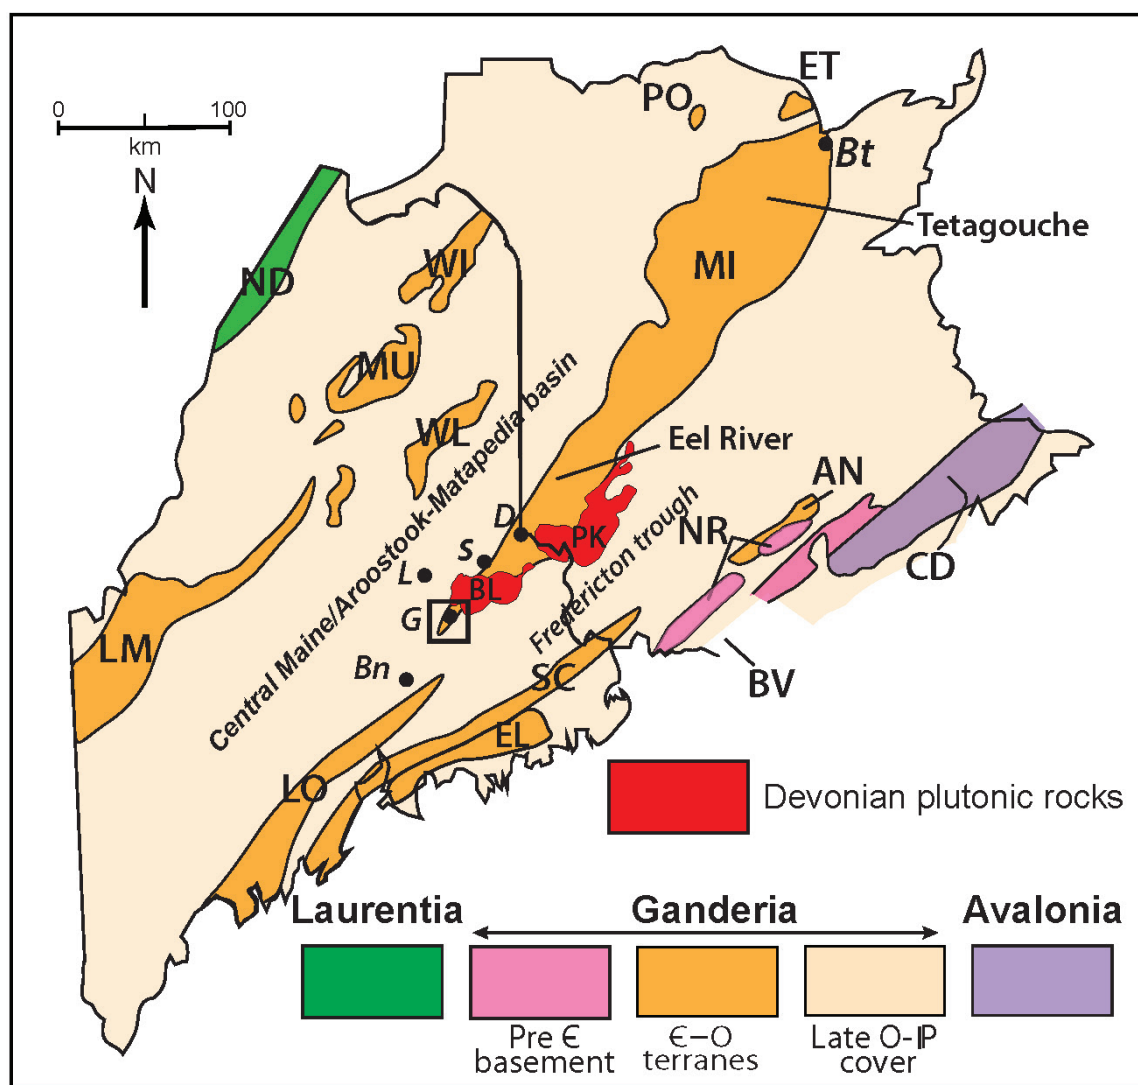 ET
PO
0 100
km
N
Bt
Tetagouche
WI
MI
ND
MU
WL
Central Maine/Aroostook-Matapedia basin
Eel River
AN
D
PK
NR
S
L
BL
Fredericton trough
CD
G
LM
Bn
SC
BV
EL
LO
Devonian plutonic rocks
Laurentia Ganderia Avalonia
Pre Є Є–O Late O-IP
basement terranes cover